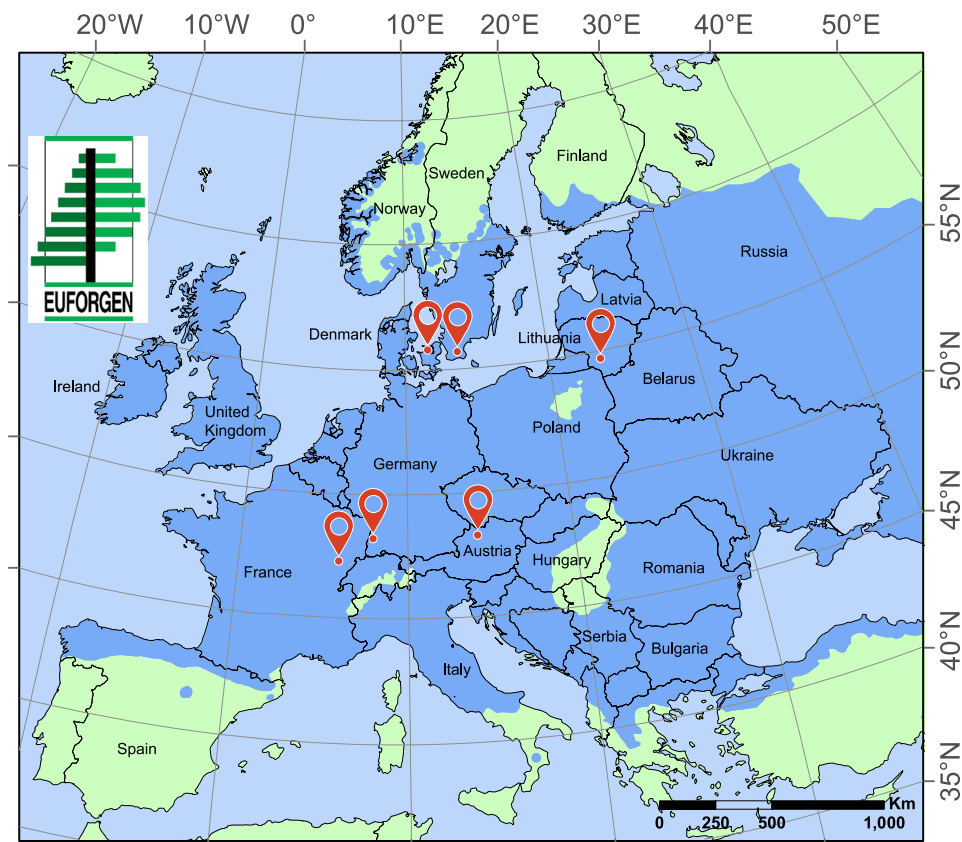 20°W 10°W 0° 10°E 20°E 30°E 40°E 50°E
Finland
Sweden
Norway
55°N
Russia
EUFORGEN
Latvia
Denmark
Lithuania
50°N
Ireland
Belarus
United
Kingdom
Poland
Germany
Ukraine
45°N
Austria
Hungary
France
Romania
40°N
Serbia
Bulgaria
Italy
Spain
35°N
Km
0 250 500 1,000